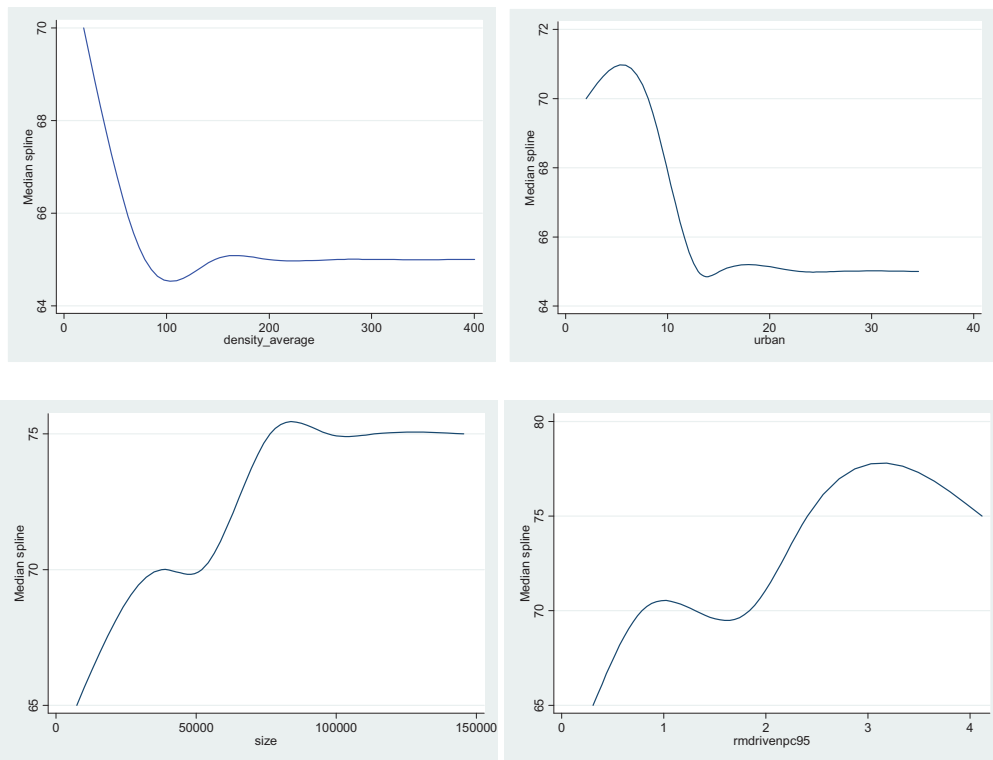 70
68
66
64
Median spline
0 100 200 300 400
density_average
72
70
68
66
64
Median spline
0 10 20 30 40
urban
75
70
65
Median spline
0 50000 100000 150000
size
80
75
70
65
Median spline
0 1 2 3 4
rmdrivenpc95